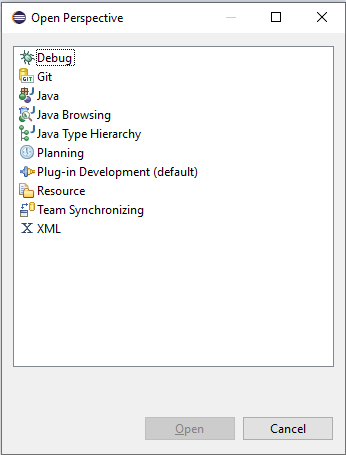 Open Perspective
Debug
GIT
Git
Java
Java Browsing
Java Type Hierarchy
Planning
Plug-in Development (default)
Resource
Team Synchronizing
X XML
Open
Cancel